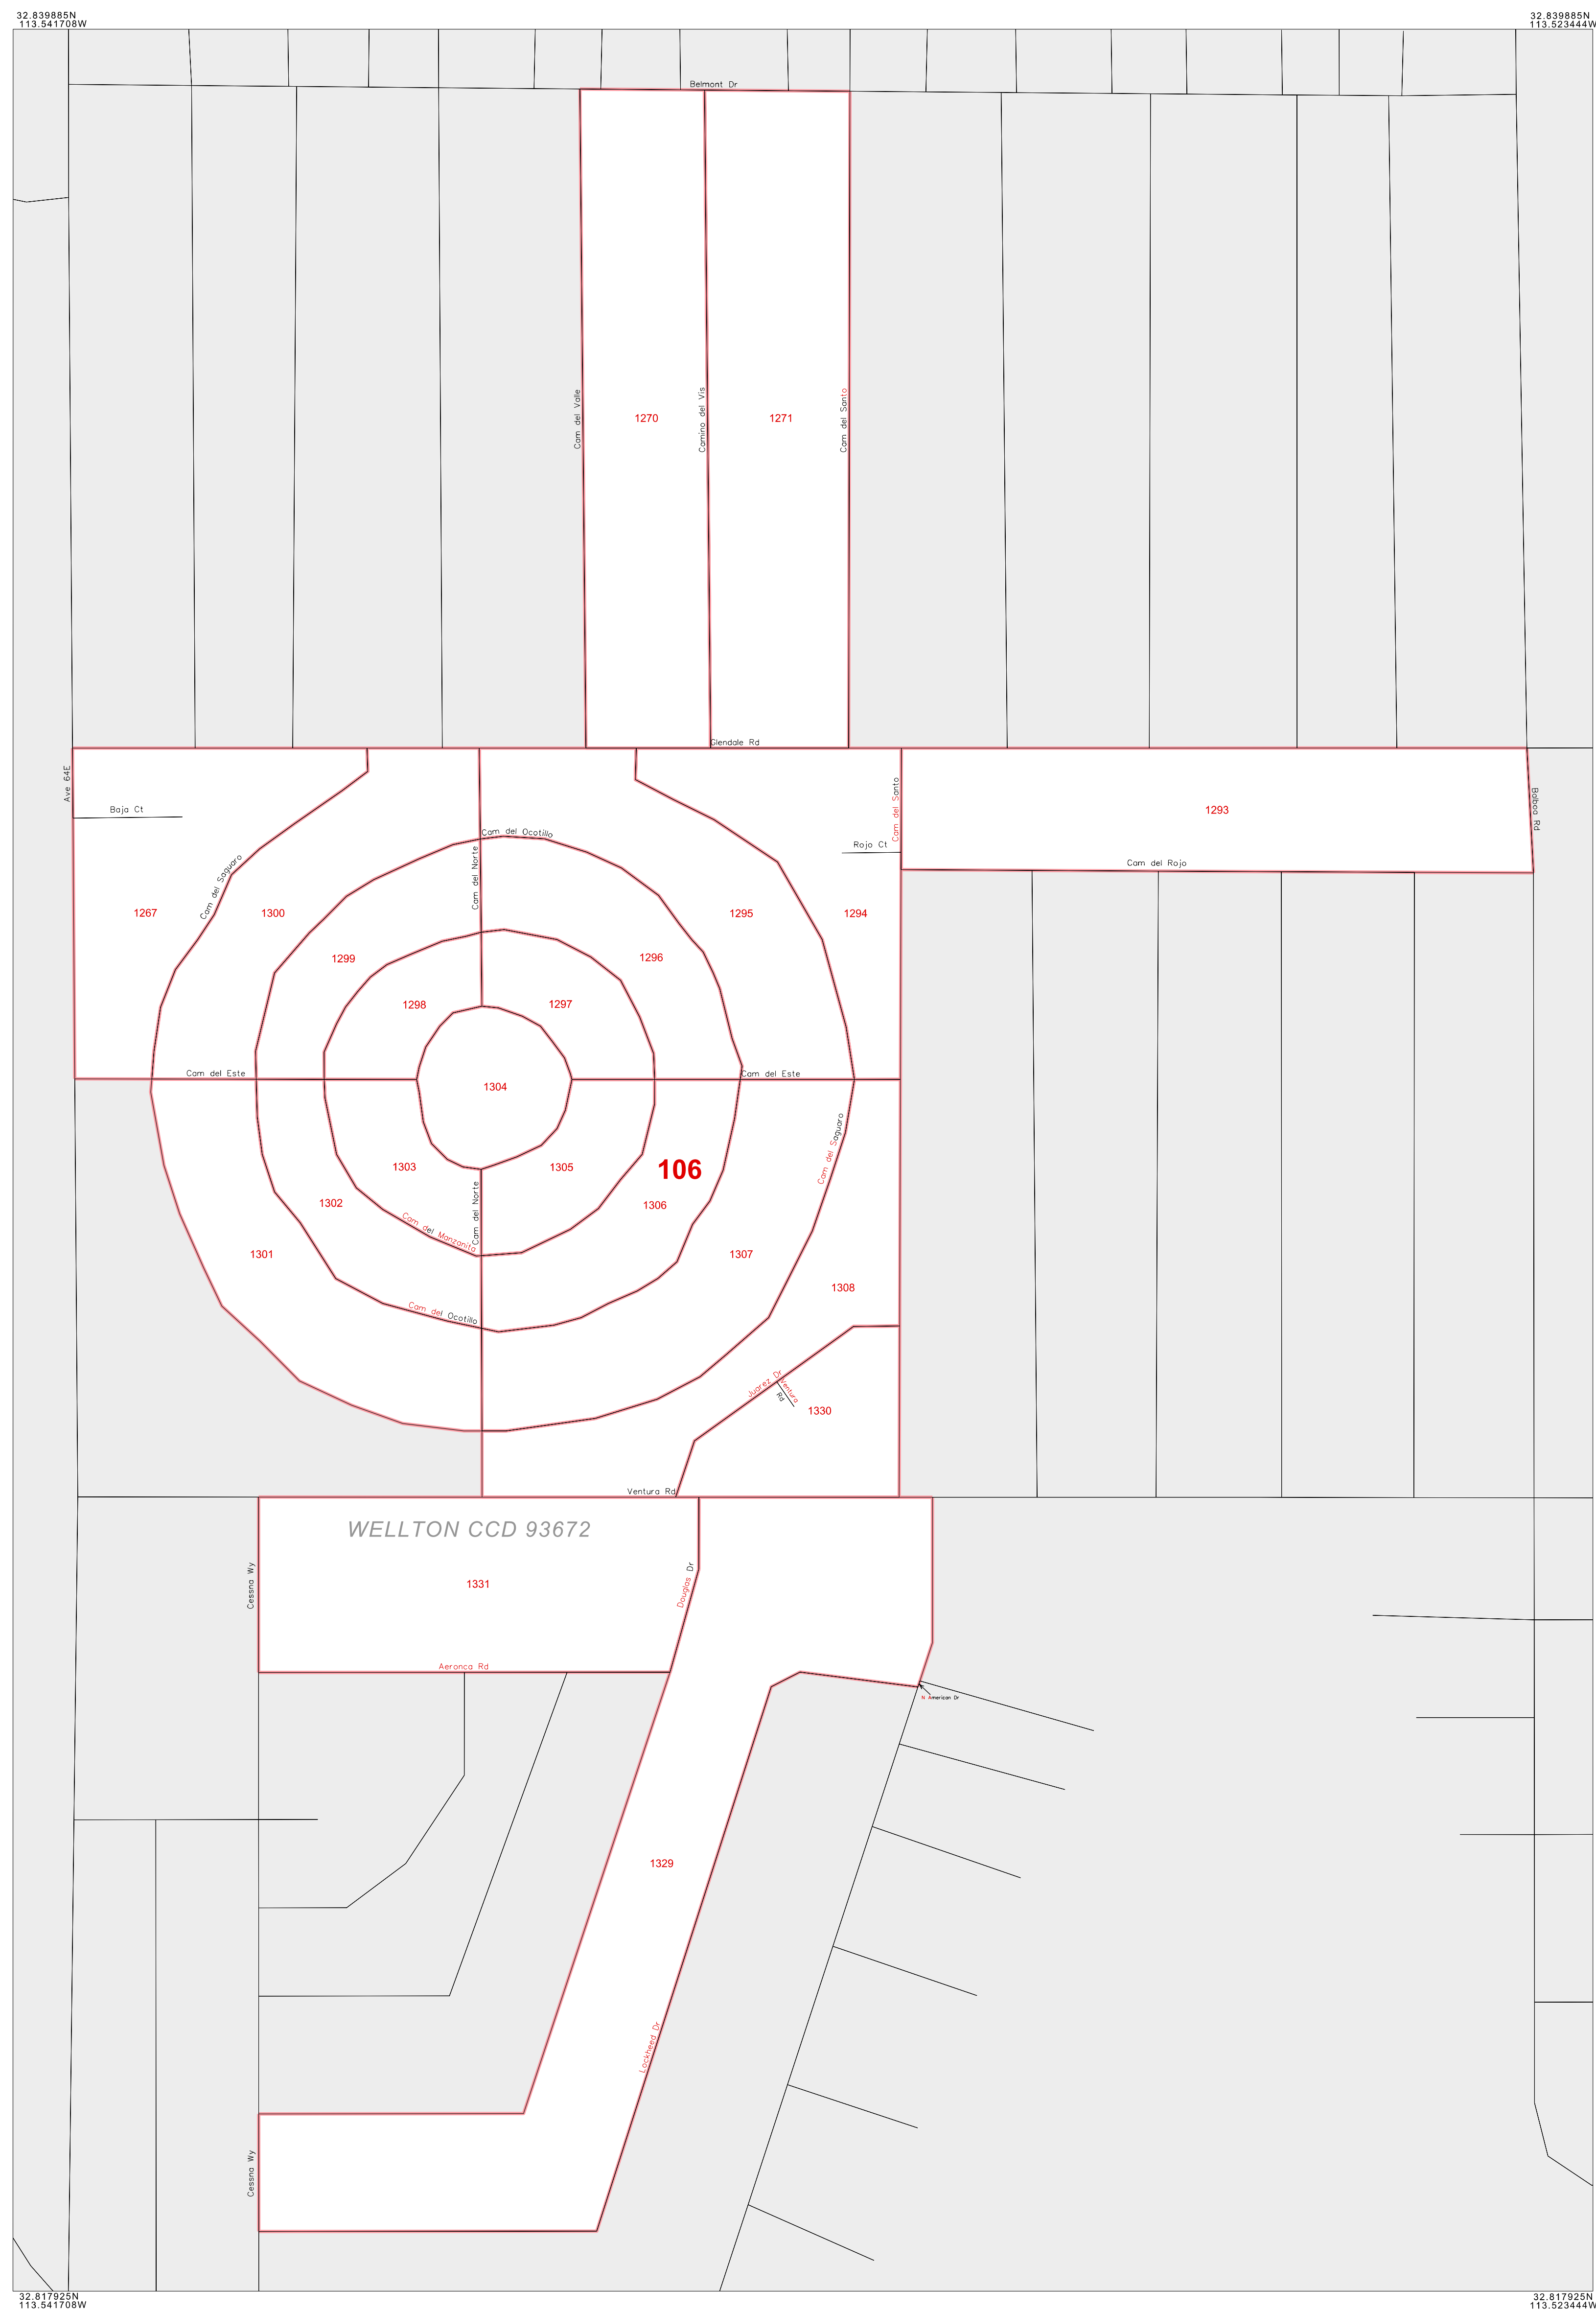 32.839885N
113.541708W
32.839885N
113.523444W
Belmont Dr
Cam del Valle
1270
Camino del Vis
1271
Cam del Santo
Glendale Rd
Ave 64E
Baja Ct
Cam del Ocotillo
Cam del Norte
Rojo Ct
Cam del Santo
1293
Balboa Rd
Cam del Rojo
Cam del Saguaro
1267
1300
1295
1294
1299
1296
1298
1297
Cam del Este
Cam del Este
1304
106
Cam del Saguaro
1303
1305
1302
1306
Cam del Norte
Cam del Manzanita
1301
1307
1308
Cam del Ocotillo
Juarez Dr
Ventura
Rd
1330
Ventura Rd
WELLTON CCD 93672
Cessna Wy
1331
Douglas Dr
Aeronca Rd
N American Dr
1329
Lockheed Dr
Cessna Wy
32.817925N
113.541708W
32.817925N
113.523444W